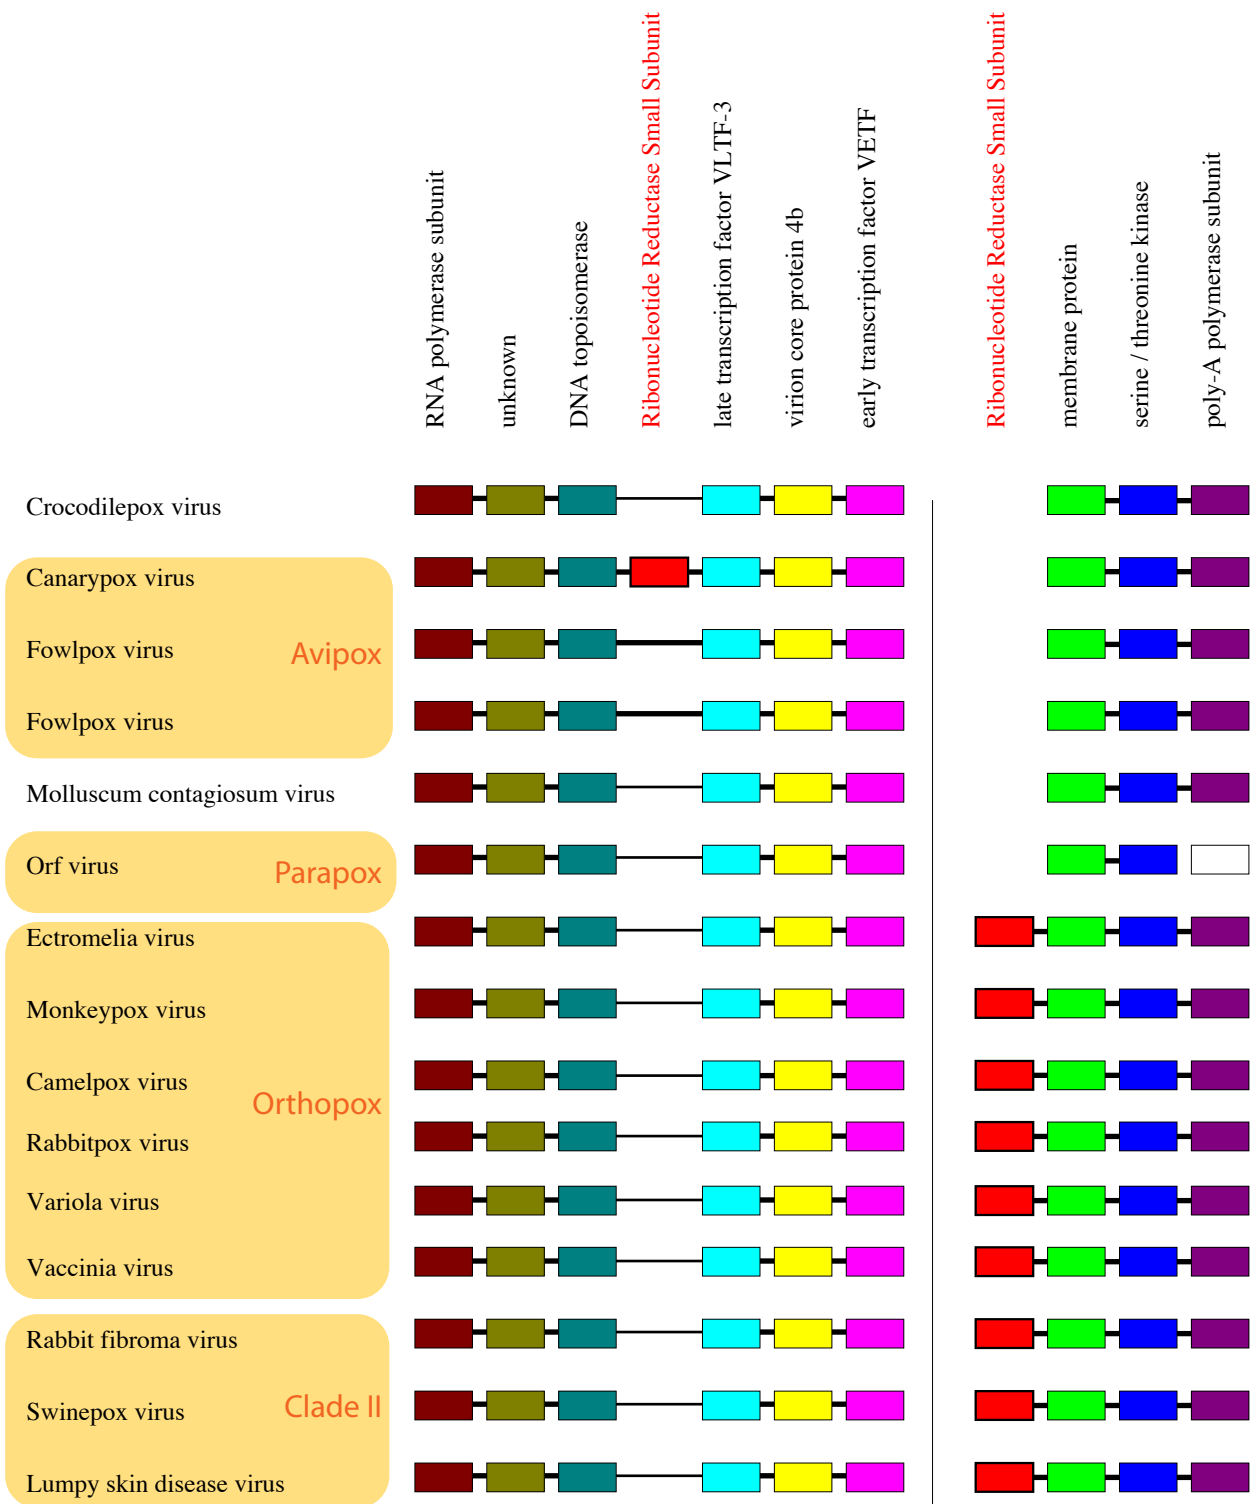 RNA polymerase subunit
unknown
DNA topoisomerase
Ribonucleotide Reductase Small Subunit
late transcription factor VLTF-3
virion core protein 4b
early transcription factor VETF
Ribonucleotide Reductase Small Subunit
membrane protein
serine / threonine kinase
poly-A polymerase subunit
Crocodilepox virus
Canarypox virus
Fowlpox virus
Avipox
Fowlpox virus
Molluscum contagiosum virus
Orf virus
Parapox
Ectromelia virus
Monkeypox virus
Camelpox virus
Orthopox
Rabbitpox virus
Variola virus
Vaccinia virus
Rabbit fibroma virus
Swinepox virus
Clade II
Lumpy skin disease virus